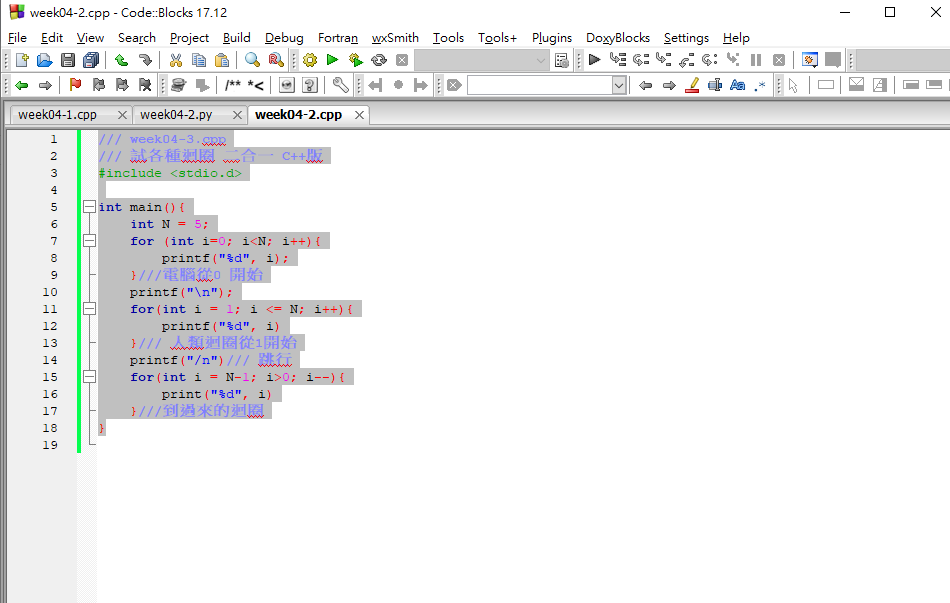 week04-2.cpp - Code::Blocks 17.12
File Edit View Search Project Build Debug Fortran wxSmith Tools Tools+ Plugins DoxyBlocks Settings Help
/** *<
week04-1.cpp week04-2.py week04-2.cpp
1 /// week04-3.cpp
2 /// 試各種迴圈 二合一 C++版
3 #include <stdio.d>
4
5 int main(){
6 int N = 5;
7 for (int i=0; i<N; i++){
8 printf("%d", i);
9 }///電腦從0 開始
10 printf("\n");
11 for(int i = 1; i <= N; i++){
12 printf("%d", i)
13 }/// 人類迴圈從1開始
14 printf("/n")/// 跳行
15 for(int i = N-1; i>0; i--){
16 print("%d", i)
17 }///到過來的迴圈
18 }
19